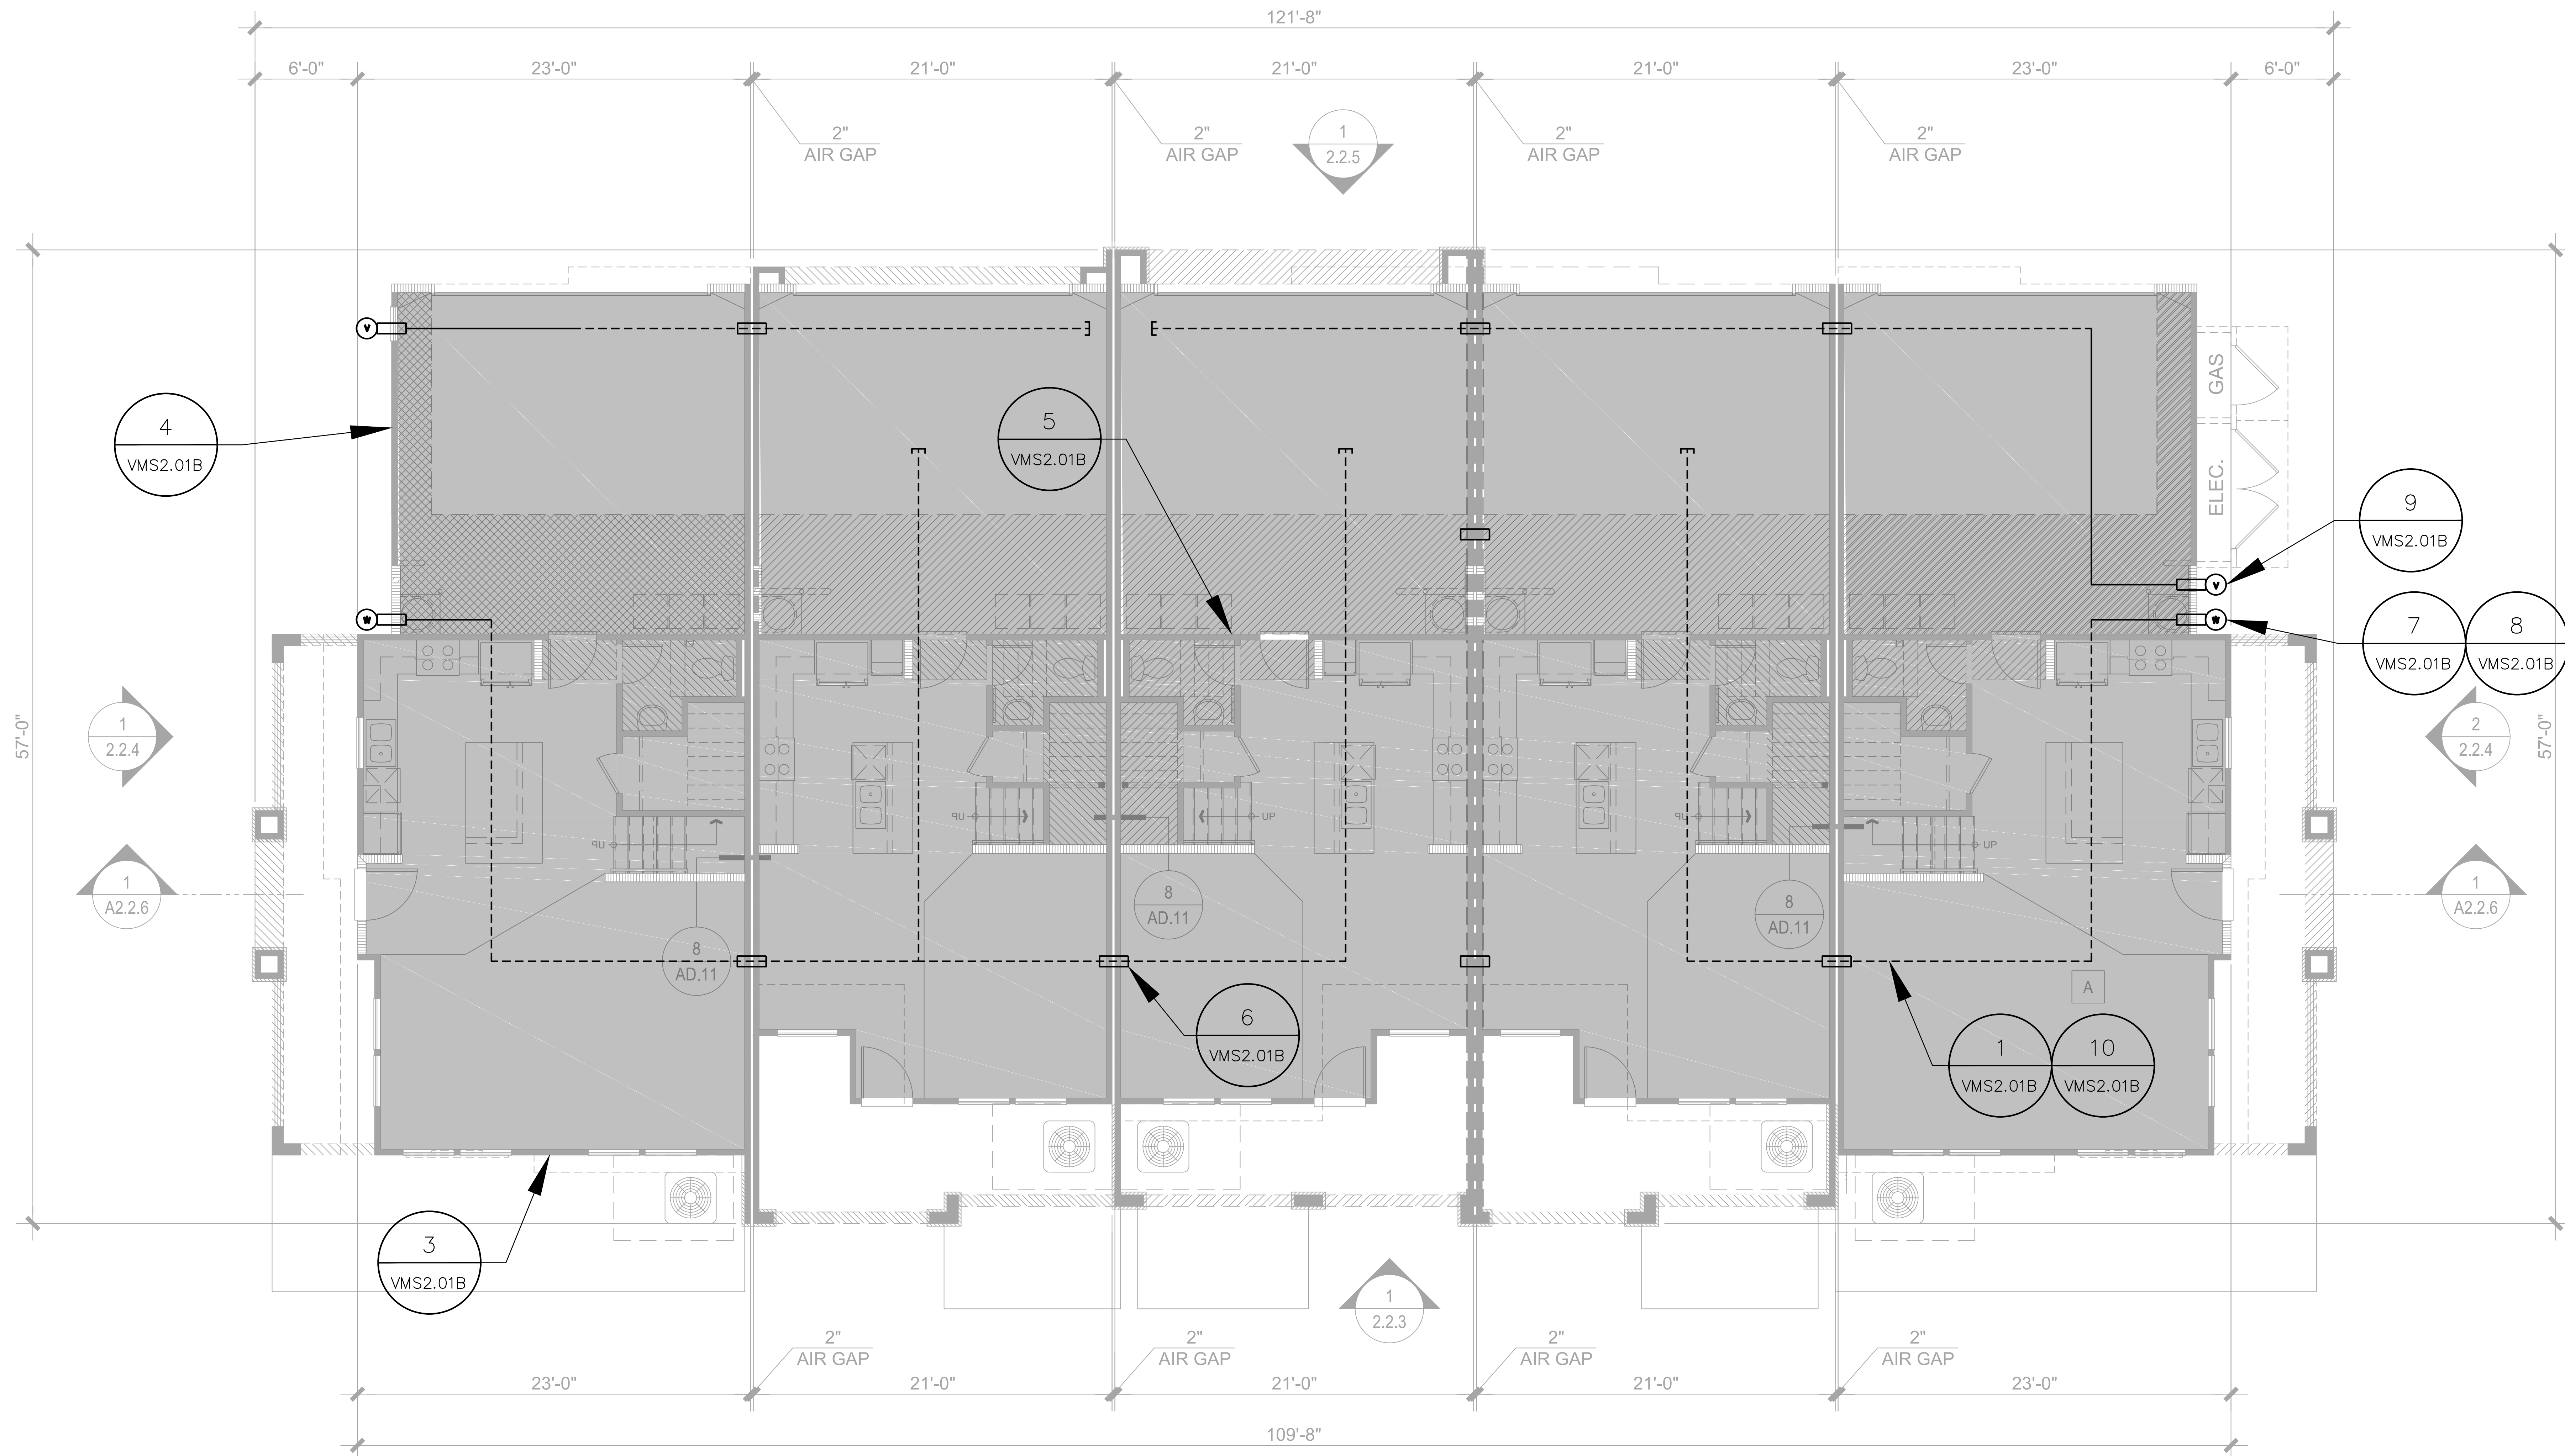 121'-8"
6'-0"
23'-0"
21'-0"
21'-0"
21'-0"
23'-0"
6'-0"
2"
AIR GAP
2"
AIR GAP
1
2.2.5
2"
AIR GAP
2"
AIR GAP
V
GAS
4
VMS2.01B
5
VMS2.01B
ELEC.
9
VMS2.01B
V
W
W
7
VMS2.01B
8
VMS2.01B
57'-0"
1
2.2.4
2
2.2.4
57'-0"
UP
UP
UP
UP
UP
1
A2.2.6
8
AD.11
8
AD.11
8
AD.11
1
A2.2.6
A
6
VMS2.01B
1
VMS2.01B
10
VMS2.01B
3
VMS2.01B
1
2.2.3
2"
AIR GAP
2"
AIR GAP
2"
AIR GAP
2"
AIR GAP
23'-0"
21'-0"
21'-0"
21'-0"
23'-0"
109'-8"